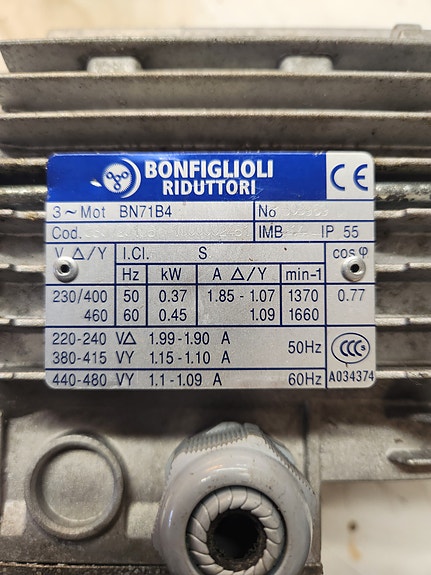 BONFIGLIOLI
RIDUTTORI
CE
3~Mot BN71B4 No
Cod. IMB IP 55
V Δ/Y I.Cl. S cosφ
Hz kW A Δ/Y min-1
230/400 50 0.37 1.85-1.07 1370 0.77
460 60 0.45 1.09 1660
220-240 VΔ 1.99-1.90 A 50Hz
380-415 VY 1.15-1.10 A
CCC S
440-480 VY 1.1-1.09 A 60Hz A034374